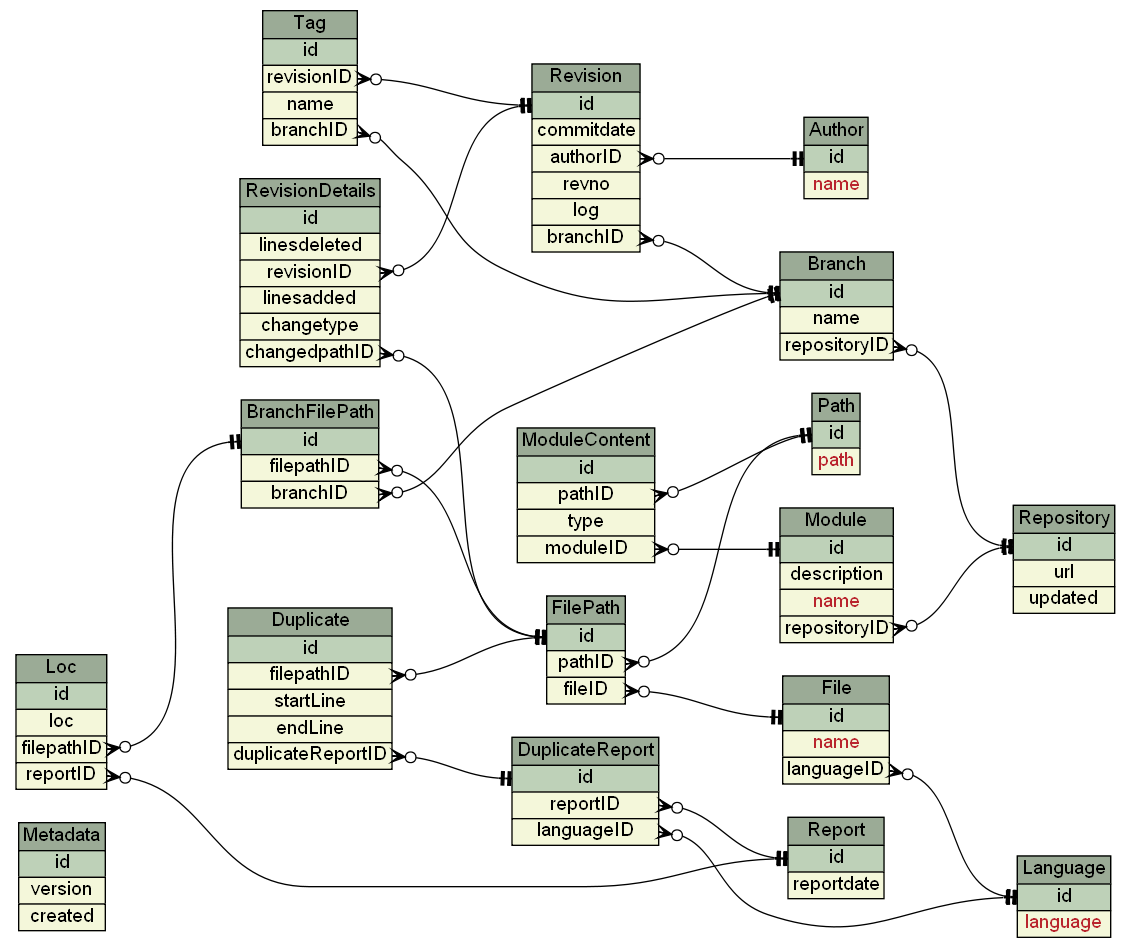 Tag
id
revisionID
name
branchID
Revision
id
commitdate
authorID
revno
log
branchID
Author
id
name
RevisionDetails
id
linesdeleted
revisionID
linesadded
changetype
changedpathID
Branch
id
name
repositoryID
BranchFilePath
id
filepathID
branchID
ModuleContent
id
pathID
type
moduleID
Path
id
path
Module
id
description
name
repositoryID
Repository
id
url
updated
FilePath
id
pathID
fileID
Duplicate
id
filepathID
startLine
endLine
duplicateReportID
Loc
id
loc
filepathID
reportID
File
id
name
languageID
DuplicateReport
id
reportID
languageID
Report
id
reportdate
Metadata
id
version
created
Language
id
language